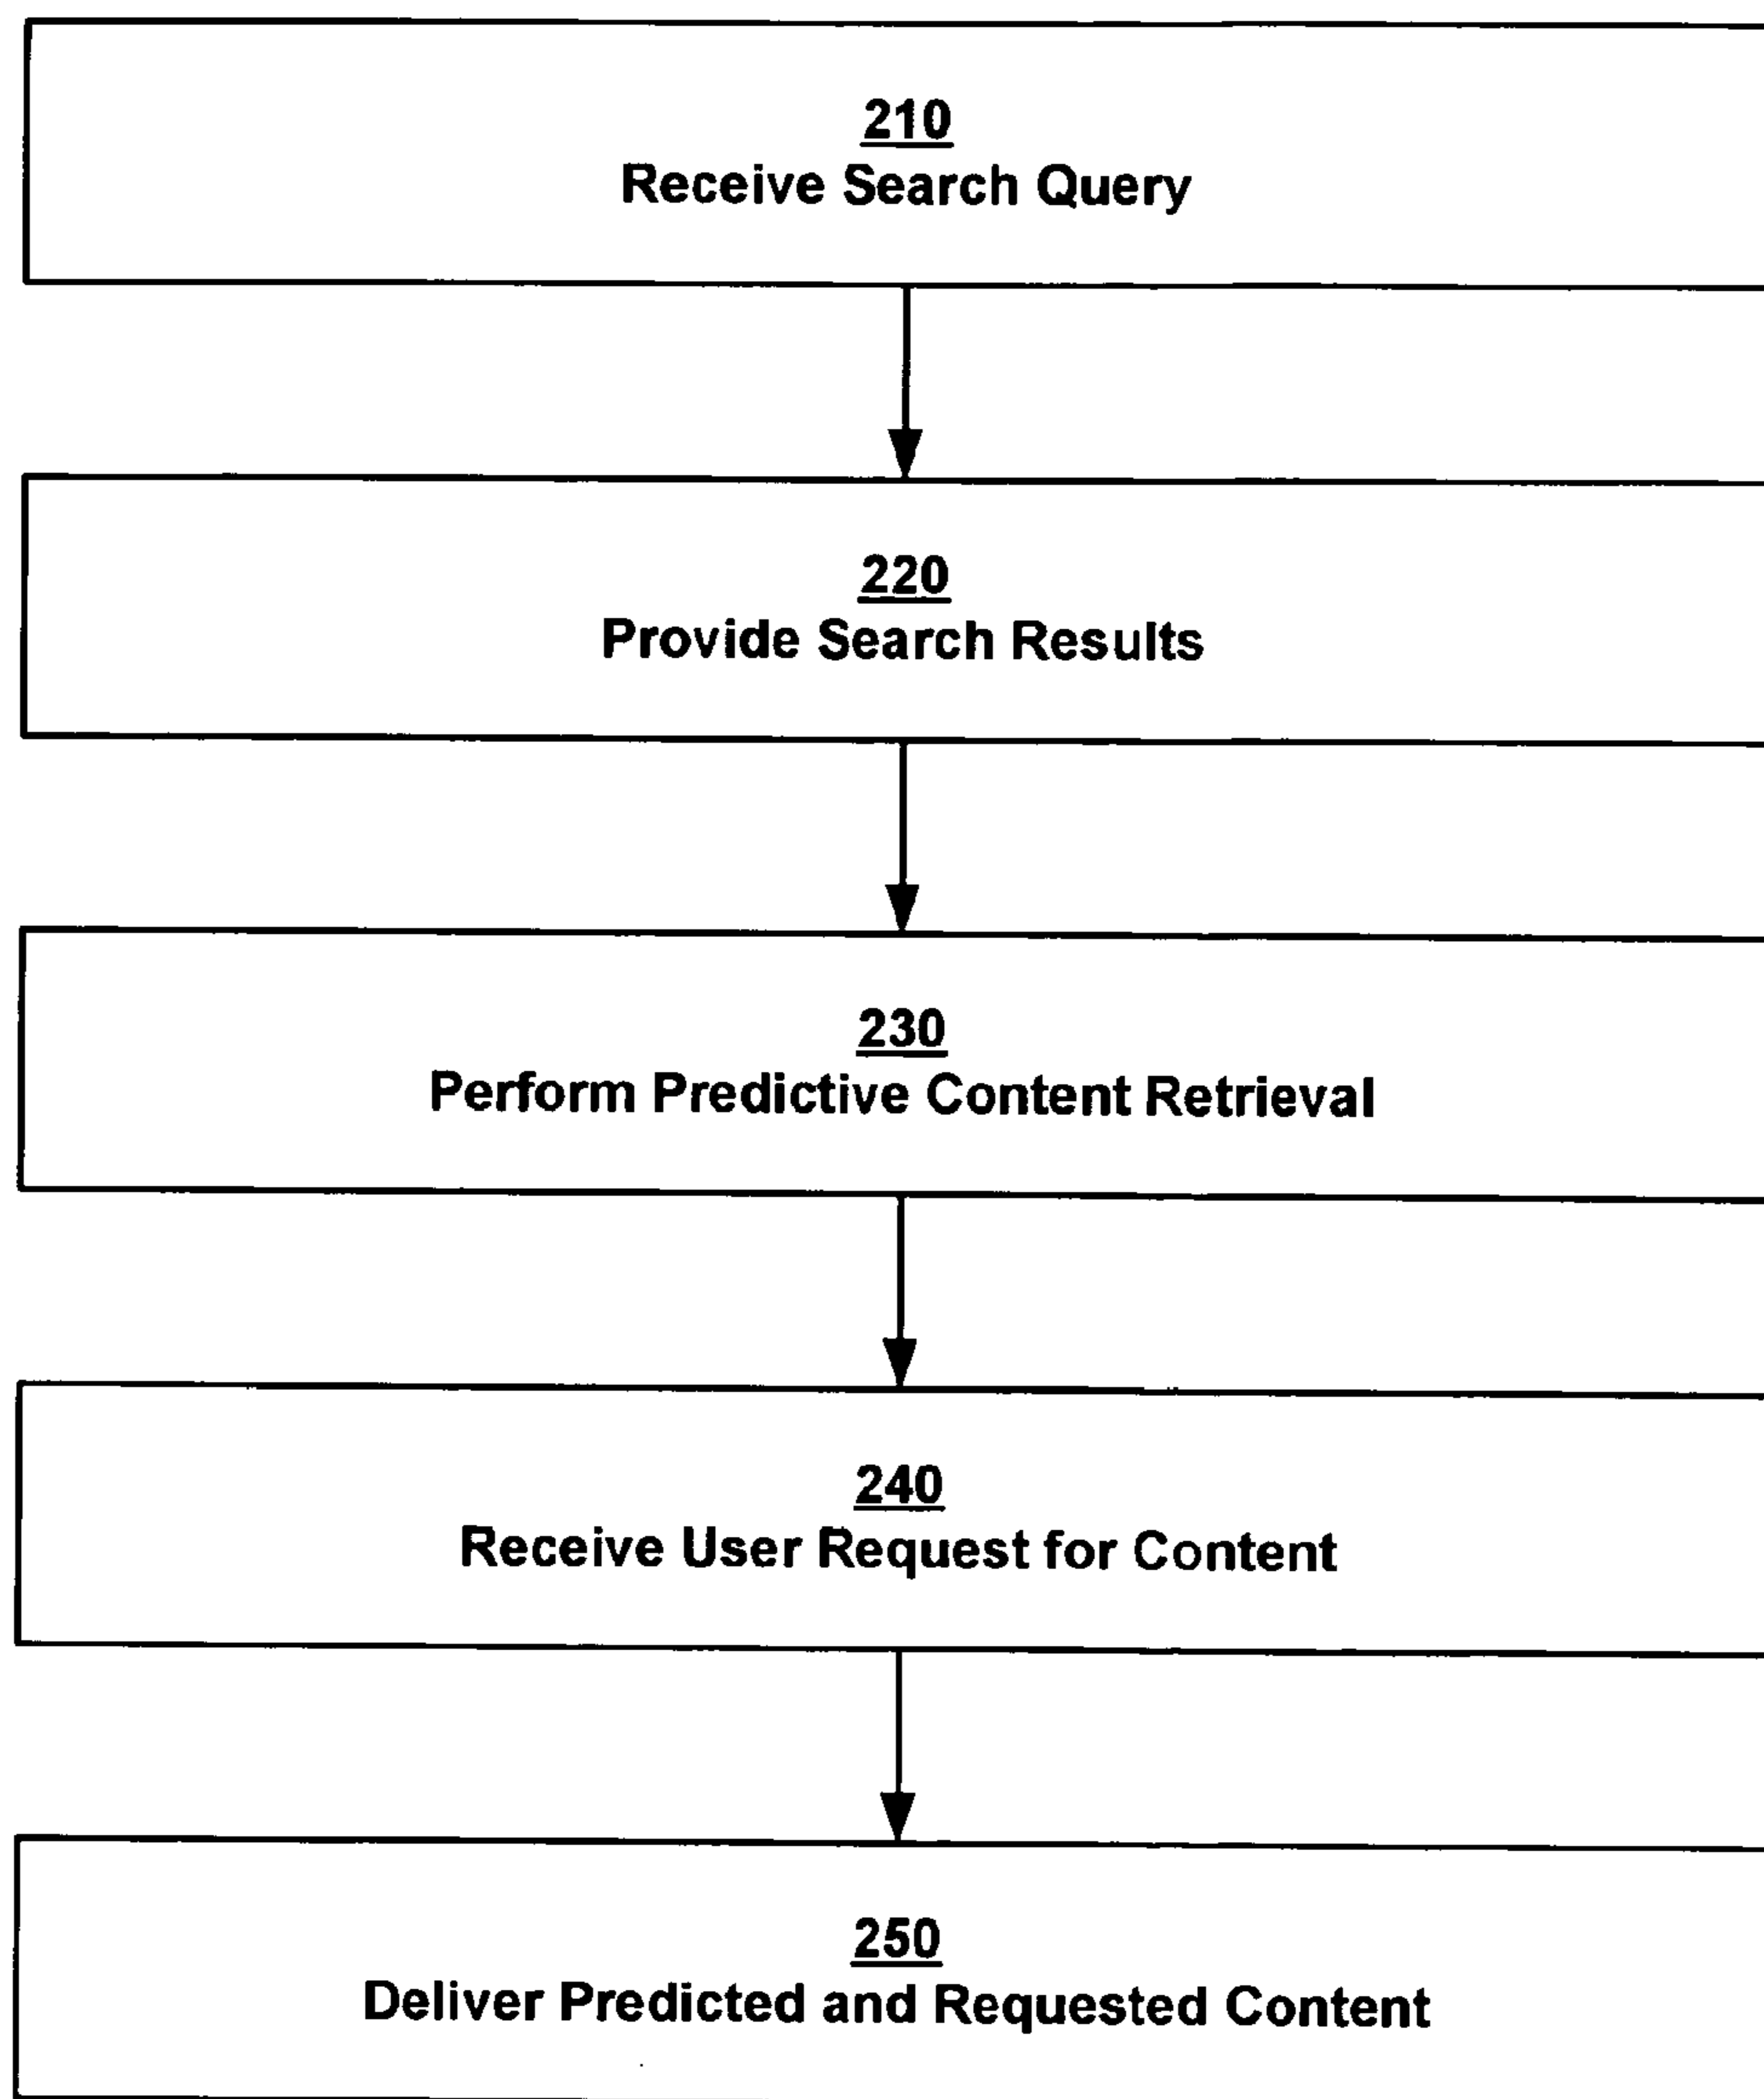 210
Receive Search Query
220
Provide Search Results
230
Perform Predictive Content Retrieval
240
Receive User Request for Content
250
Deliver Predicted and Requested Content